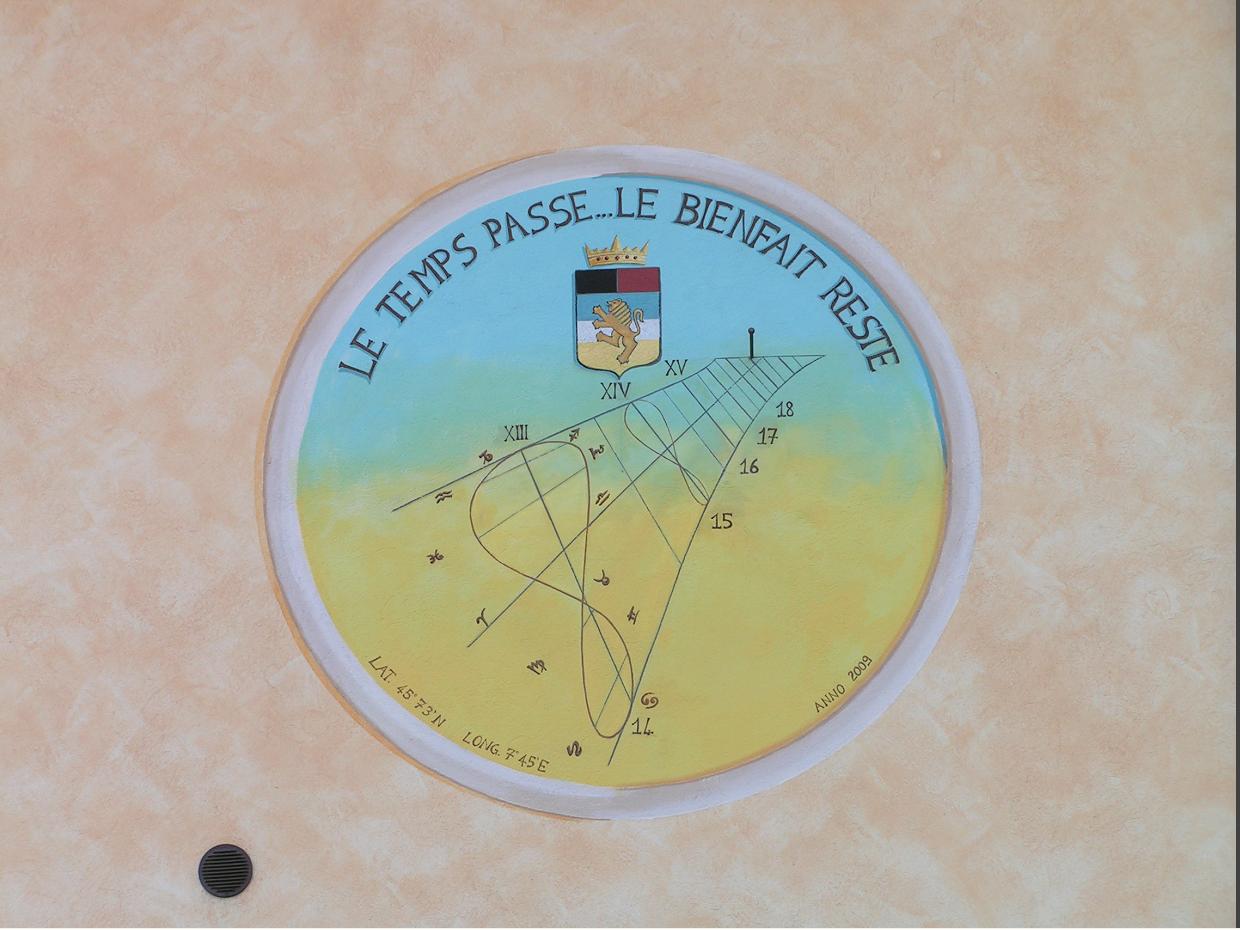 LE TEMPS PASSE...LE BIENFAIT RESTE
XV
XIV
XIII
18
17
16
15
14
♑ ♐
♒ ♏
♓ ♎
♈ ♉
♍ ♊
♌ ♋
LAT. 45°73'N LONG. 7°45'E
ANNO 2009